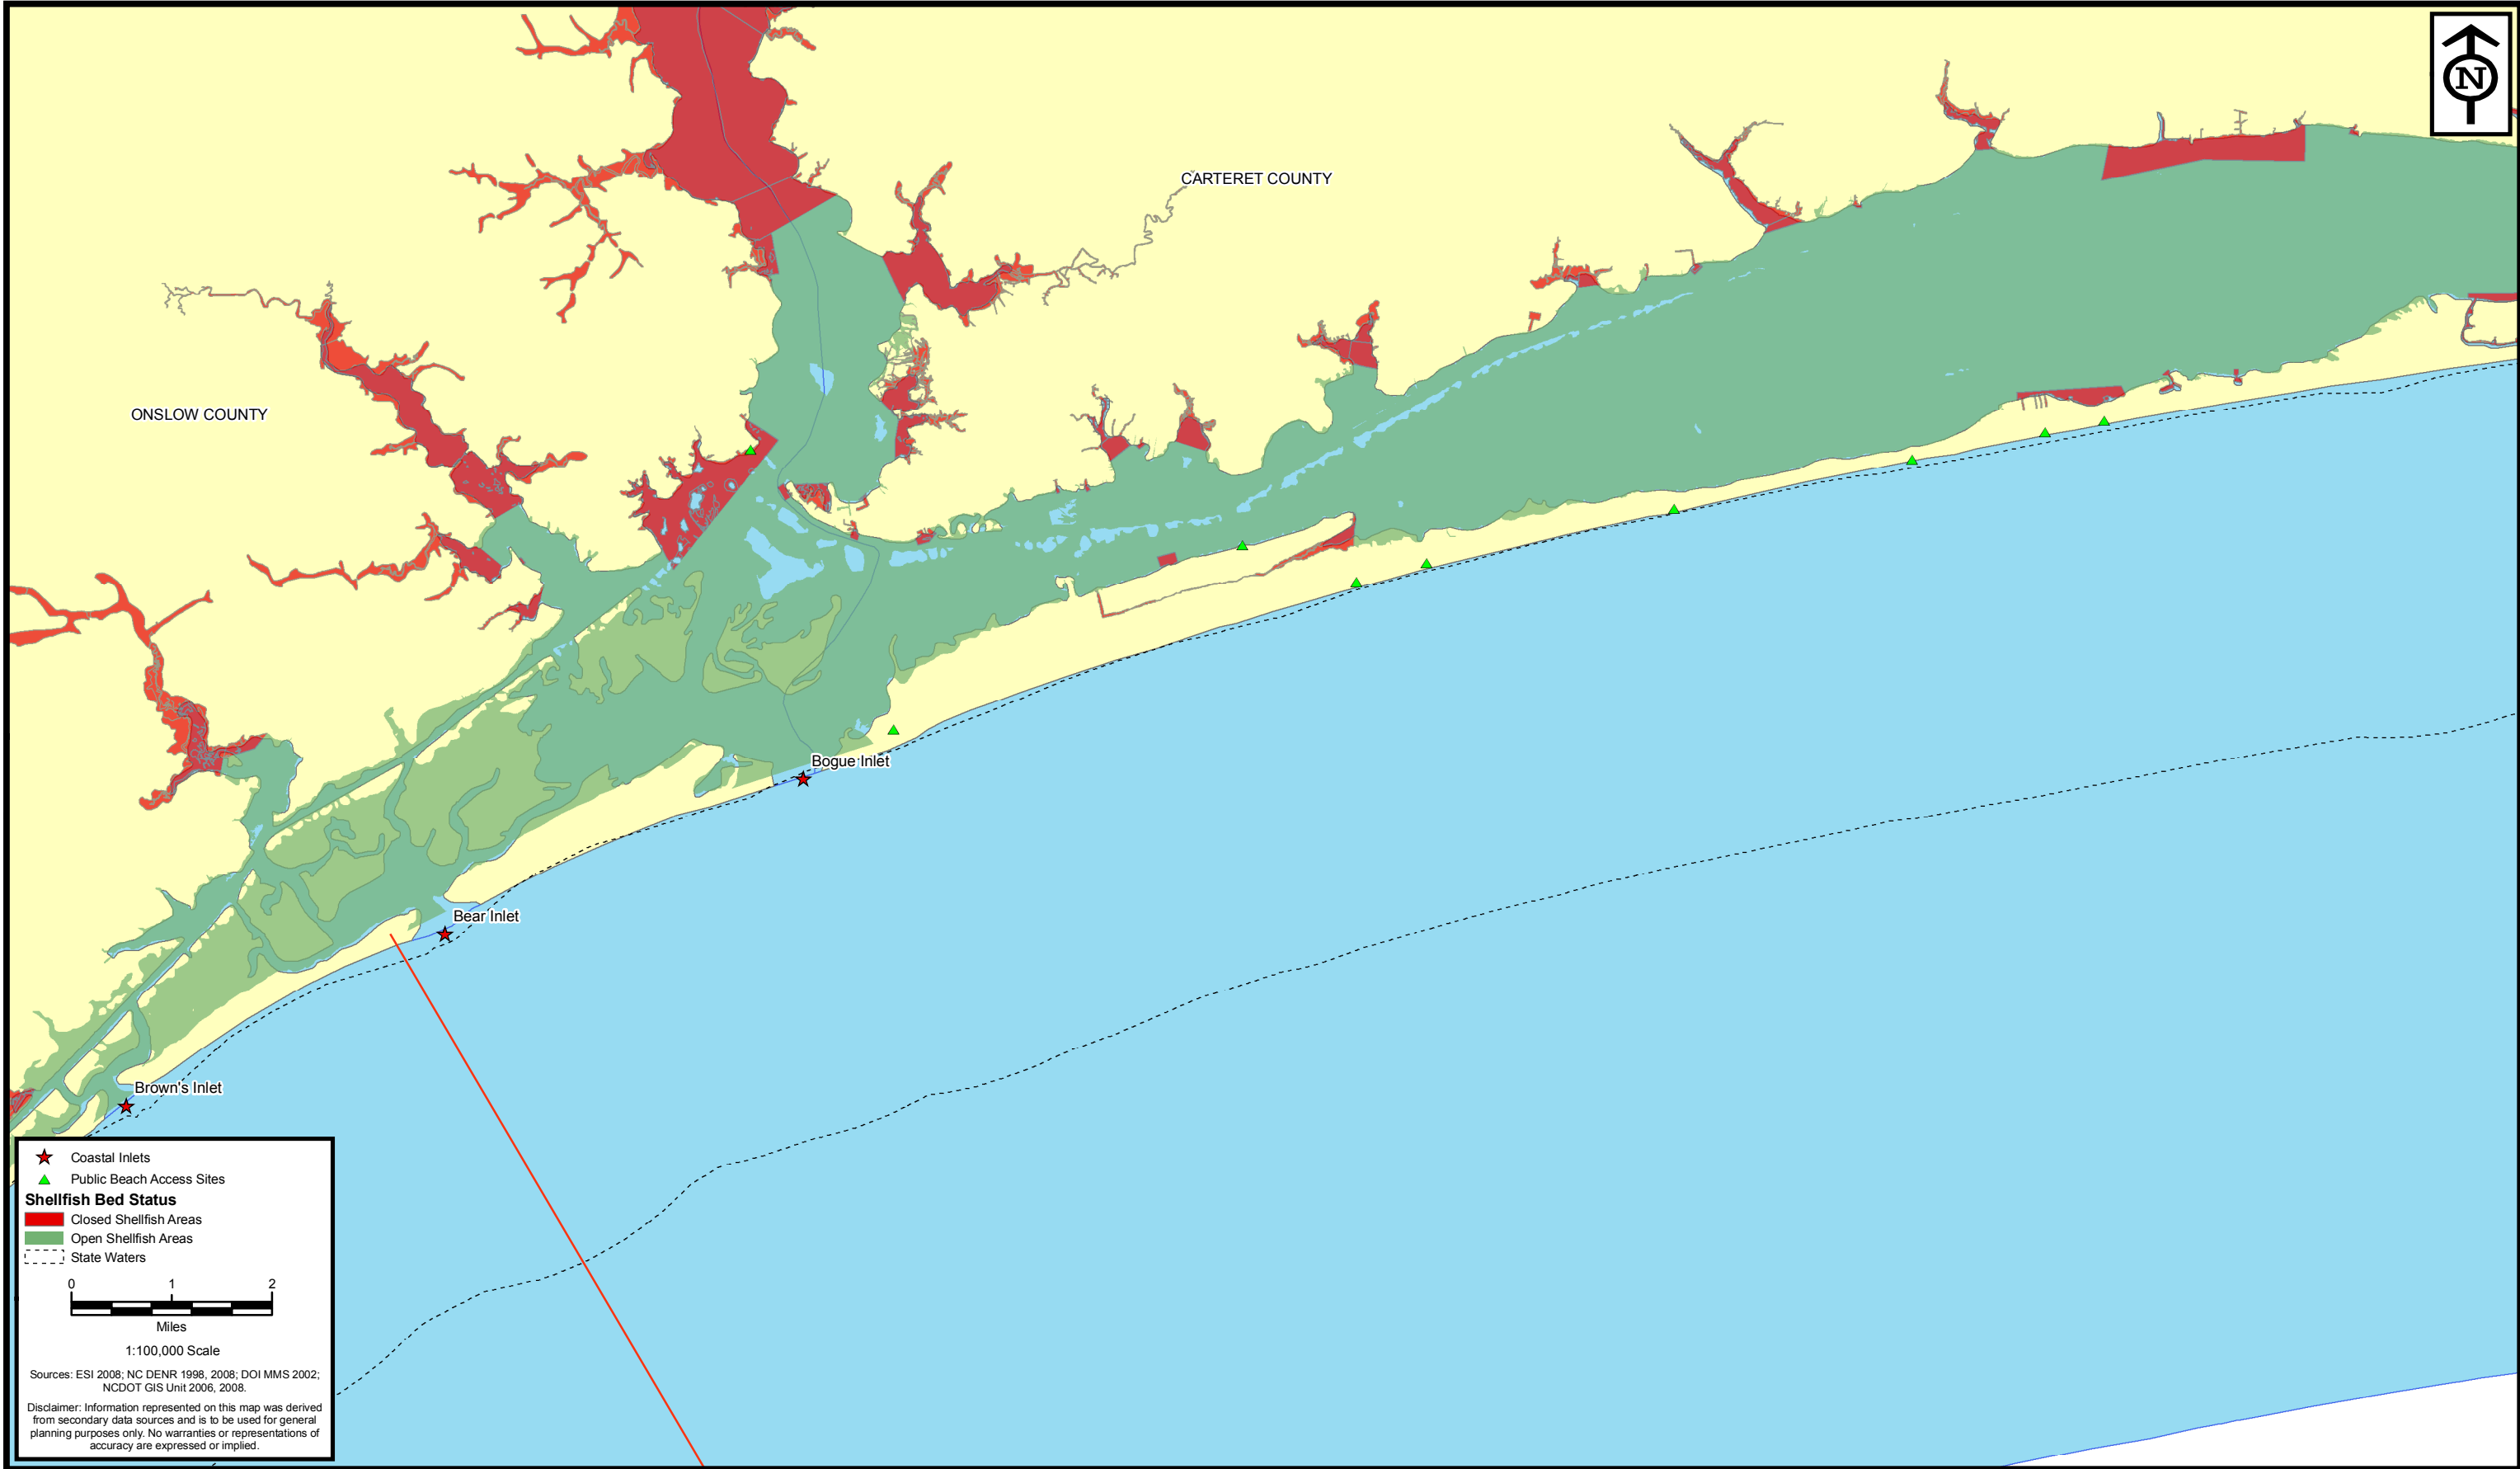 N
CARTERET COUNTY
ONSLOW COUNTY
Bogue Inlet
Bear Inlet
Brown's Inlet
Coastal Inlets
Public Beach Access Sites
Shellfish Bed Status
Closed Shellfish Areas
Open Shellfish Areas
State Waters
0 1 2
Miles
1:100,000 Scale
Sources: ESI 2008; NC DENR 1998, 2008; DOI MMS 2002;
NCDOT GIS Unit 2006, 2008.
Disclaimer: Information represented on this map was derived
from secondary data sources and is to be used for general
planning purposes only. No warranties or representations of
accuracy are expressed or implied.